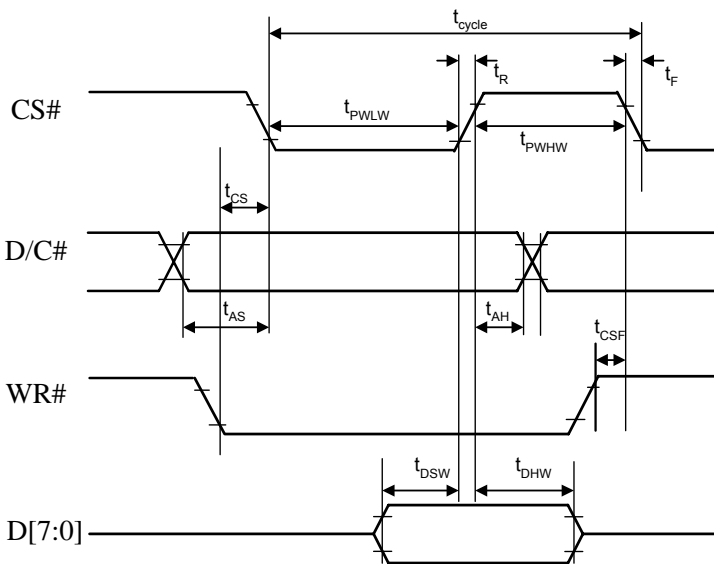 tcycle
tR
tF
CS#
tPWLW
tPWHW
tCS
D/C#
tAS
tAH
tCSF
WR#
tDSW
tDHW
D[7:0]